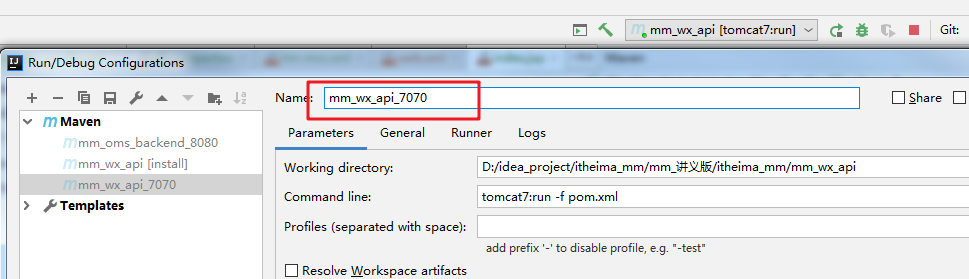 mm_wx_api [tomcat7:run]
Git:
Run/Debug Configurations
Name: mm_wx_api_7070
Share
Maven
mm_oms_backend_8080
mm_wx_api [install]
mm_wx_api_7070
Templates
Parameters General Runner Logs
Working directory: D:/idea_project/itheima_mm/mm_讲义版/itheima_mm/mm_wx_api
Command line: tomcat7:run -f pom.xml
Profiles (separated with space):
add prefix '-' to disable profile, e.g. "-test"
Resolve Workspace artifacts